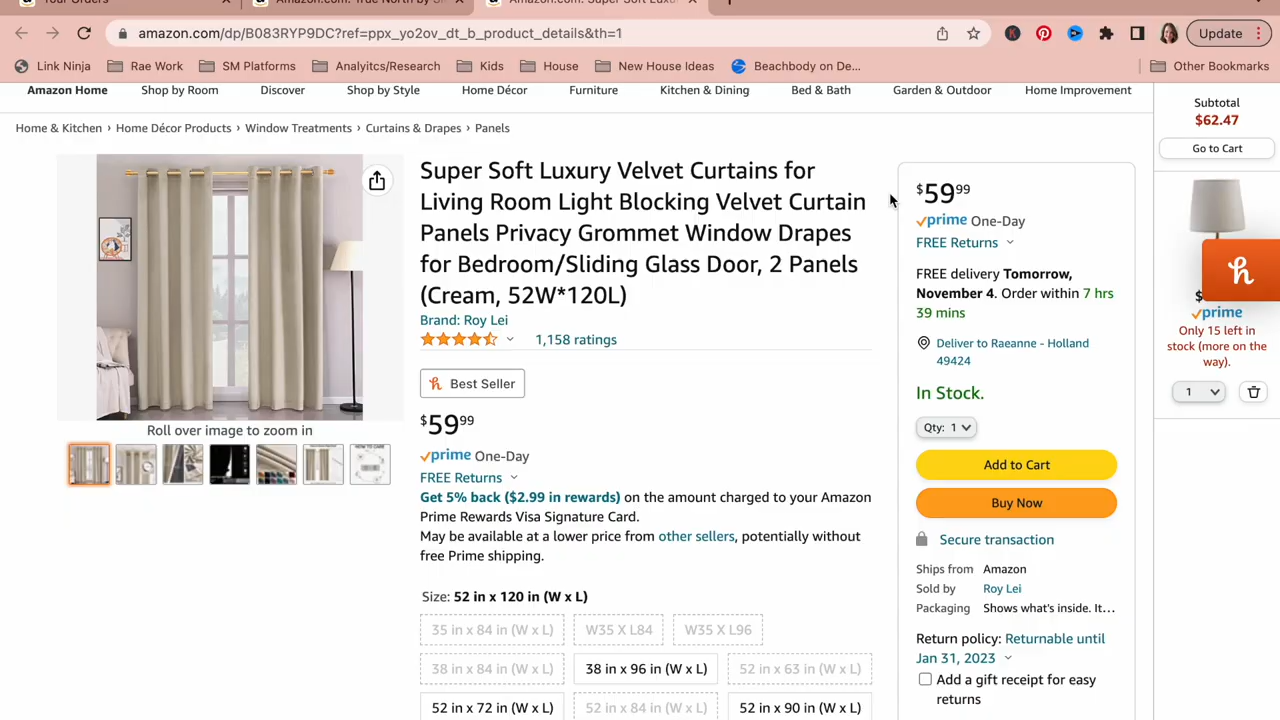 Your Orders
Amazon.com: True North by S
Amazon.com: Super Soft Luxu
amazon.com/dp/B083RYP9DC?ref=ppx_yo2ov_dt_b_product_details&th=1
Update
Link Ninja
Rae Work
SM Platforms
Analyitcs/Research
Kids
House
New House Ideas
Beachbody on De...
Other Bookmarks
Amazon Home
Shop by Room
Discover
Shop by Style
Home Décor
Furniture
Kitchen & Dining
Bed & Bath
Garden & Outdoor
Home Improvement
Home & Kitchen › Home Décor Products › Window Treatments › Curtains & Drapes › Panels
Roll over image to zoom in
Super Soft Luxury Velvet Curtains for
Living Room Light Blocking Velvet Curtain
Panels Privacy Grommet Window Drapes
for Bedroom/Sliding Glass Door, 2 Panels
(Cream, 52W*120L)
Brand: Roy Lei
1,158 ratings
h Best Seller
$59 99
prime One-Day
FREE Returns
Get 5% back ($2.99 in rewards) on the amount charged to your Amazon
Prime Rewards Visa Signature Card.
May be available at a lower price from other sellers, potentially without
free Prime shipping.
Size: 52 in x 120 in (W x L)
35 in x 84 in (W x L)
W35 X L84
W35 X L96
38 in x 84 in (W x L)
38 in x 96 in (W x L)
52 in x 63 in (W x L)
52 in x 72 in (W x L)
52 in x 84 in (W x L)
52 in x 90 in (W x L)
$59 99
prime One-Day
FREE Returns
FREE delivery Tomorrow,
November 4. Order within 7 hrs
39 mins
Deliver to Raeanne - Holland
49424
In Stock.
Qty: 1
Add to Cart
Buy Now
Secure transaction
Ships from Amazon
Sold by Roy Lei
Packaging Shows what's inside. It...
Return policy: Returnable until
Jan 31, 2023
Add a gift receipt for easy
returns
Subtotal
$62.47
Go to Cart
h
$
prime
Only 15 left in
stock (more on the
way).
1